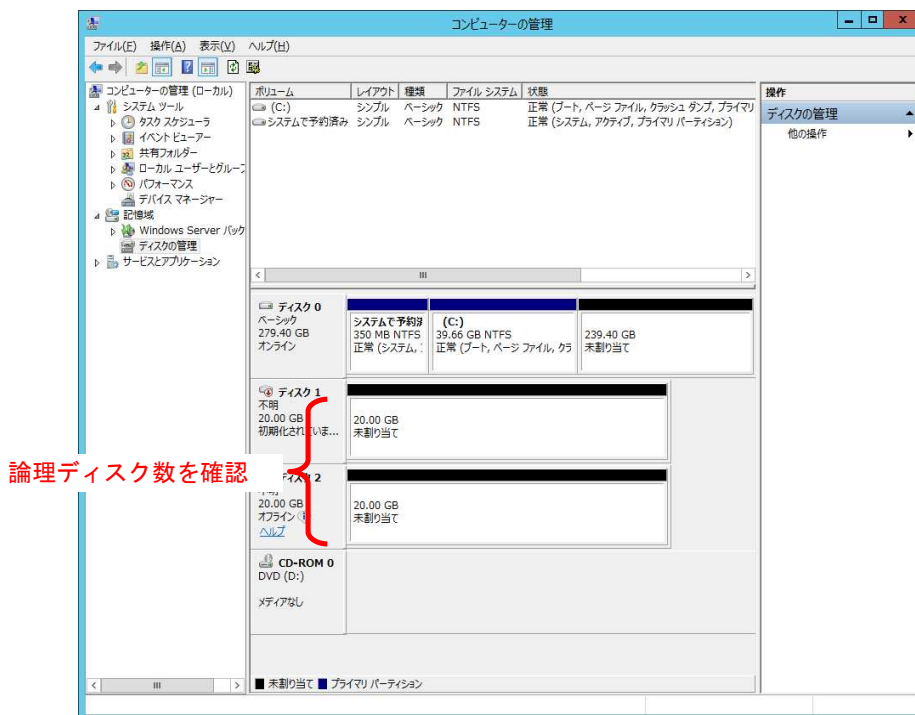 コンピューターの管理
ファイル(F) 操作(A) 表示(V) ヘルプ(H)
コンピューターの管理 (ローカル)
システム ツール
タスク スケジューラ
イベント ビューアー
共有フォルダー
ローカル ユーザーとグループ
パフォーマンス
デバイス マネージャー
記憶域
Windows Server バック
ディスクの管理
サービスとアプリケーション
ボリューム レイアウト 種類 ファイル システム 状態
(C:) シンプル ベーシック NTFS 正常 (ブート, ページ ファイル, クラッシュ ダンプ, プライマリ
システムで予約済み シンプル ベーシック NTFS 正常 (システム, アクティブ, プライマリ パーティション)
操作
ディスクの管理
他の操作
ディスク 0
ベーシック
279.40 GB
オンライン
システムで予約済
350 MB NTFS
正常 (システム,
(C:)
39.66 GB NTFS
正常 (ブート, ページ ファイル, クラ
239.40 GB
未割り当て
ディスク 1
不明
20.00 GB
初期化されていま...
20.00 GB
未割り当て
論理ディスク数を確認
ィスク 2
20.00 GB
オフライン
ヘルプ
20.00 GB
未割り当て
CD-ROM 0
DVD (D:)
メディアなし
未割り当て プライマリ パーティション